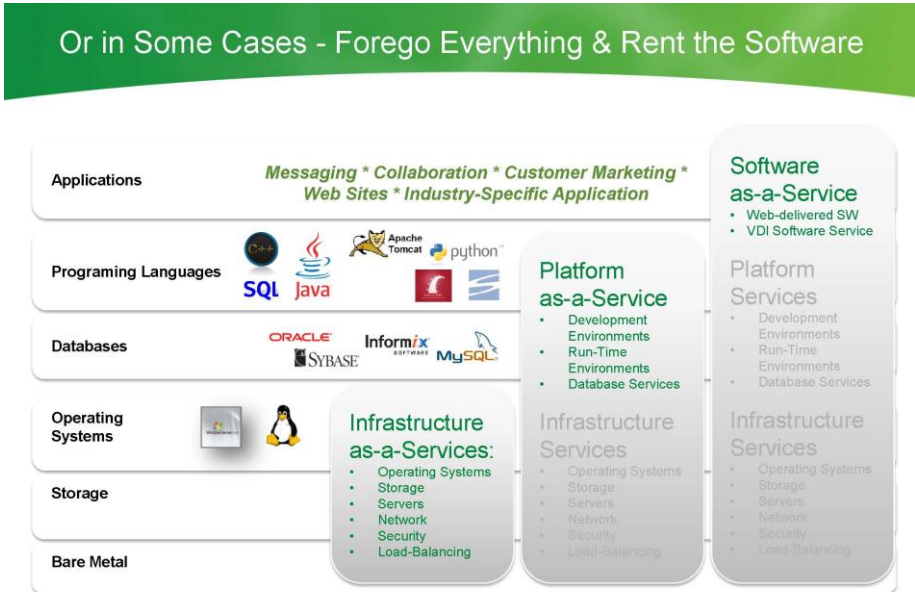 Or in Some Cases - Forego Everything & Rent the Software
Applications
Messaging * Collaboration * Customer Marketing *
Web Sites * Industry-Specific Application
Programing Languages
C++
SQL
Java
Apache
Tomcat
python
Databases
ORACLE
SYBASE
Informix
SOFTWARE
MySQL
Operating
Systems
Storage
Bare Metal
Infrastructure
as-a-Services:
• Operating Systems
• Storage
• Servers
• Network
• Security
• Load-Balancing
Platform
as-a-Service
• Development
Environments
• Run-Time
Environments
• Database Services
Infrastructure
Services
• Operating Systems
• Storage
• Servers
• Network
• Security
• Load-Balancing
Software
as-a-Service
• Web-delivered SW
• VDI Software Service
Platform
Services
• Development
Environments
• Run-Time
Environments
• Database Services
Infrastructure
Services
• Operating Systems
• Storage
• Servers
• Network
• Security
• Load-Balancing